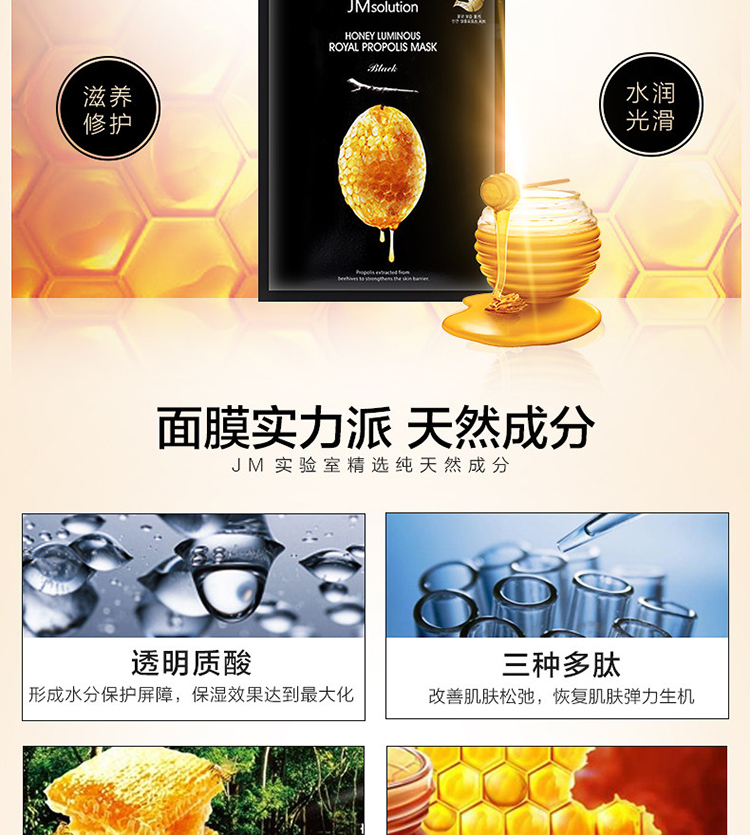 JMsolution
HONEY LUMINOUS
ROYAL PROPOLIS MASK
Black
滋养
修护
水润
光滑
Propolis extracted from
beehives to strengthens the skin barrier.
面膜实力派 天然成分
JM 实验室精选纯天然成分
透明质酸
形成水分保护屏障，保湿效果达到最大化
三种多肽
改善肌肤松弛，恢复肌肤弹力生机